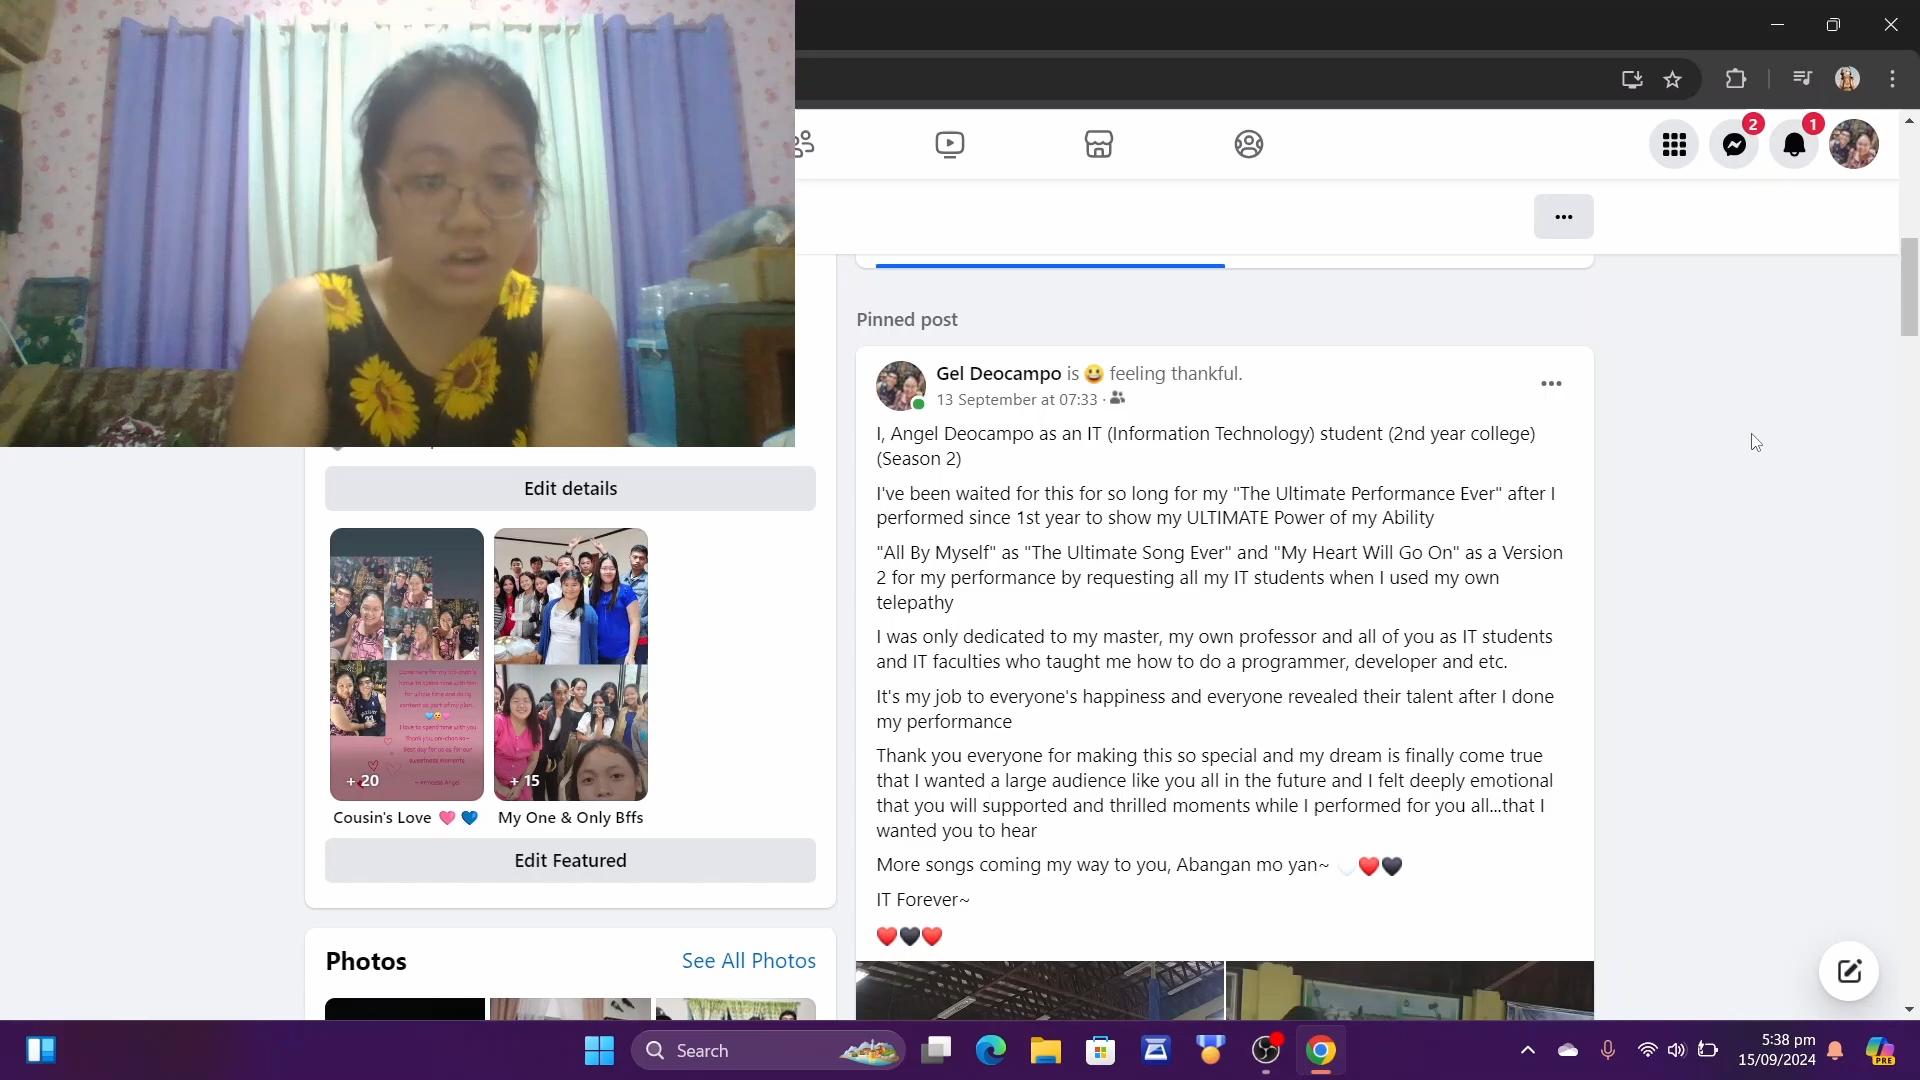 2
1
Pinned post
Gel Deocampo is 😀 feeling thankful.
13 September at 07:33 ·
I, Angel Deocampo as an IT (Information Technology) student (2nd year college)
(Season 2)
I've been waited for this for so long for my "The Ultimate Performance Ever" after I
performed since 1st year to show my ULTIMATE Power of my Ability
"All By Myself" as "The Ultimate Song Ever" and "My Heart Will Go On" as a Version
2 for my performance by requesting all my IT students when I used my own
telepathy
I was only dedicated to my master, my own professor and all of you as IT students
and IT faculties who taught me how to do a programmer, developer and etc.
It's my job to everyone's happiness and everyone revealed their talent after I done
my performance
Thank you everyone for making this so special and my dream is finally come true
that I wanted a large audience like you all in the future and I felt deeply emotional
that you will supported and thrilled moments while I performed for you all...that I
wanted you to hear
More songs coming my way to you, Abangan mo yan~ 🤍❤️🖤
IT Forever~
❤️🖤❤️
Edit details
+ 20
+ 15
Cousin's Love 🩷 💙
My One & Only Bffs
Edit Featured
Photos
See All Photos
Search
5:38 pm
15/09/2024
PRE